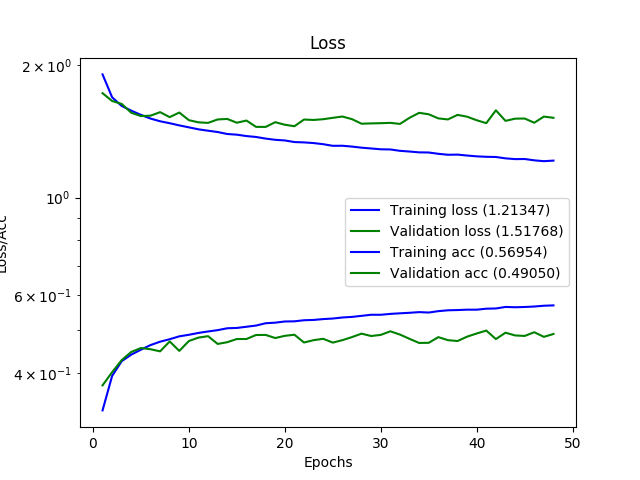 Loss
2 × 10⁰
10⁰
6 × 10⁻¹
4 × 10⁻¹
Loss/Acc
Training loss (1.21347)
Validation loss (1.51768)
Training acc (0.56954)
Validation acc (0.49050)
0 10 20 30 40 50
Epochs